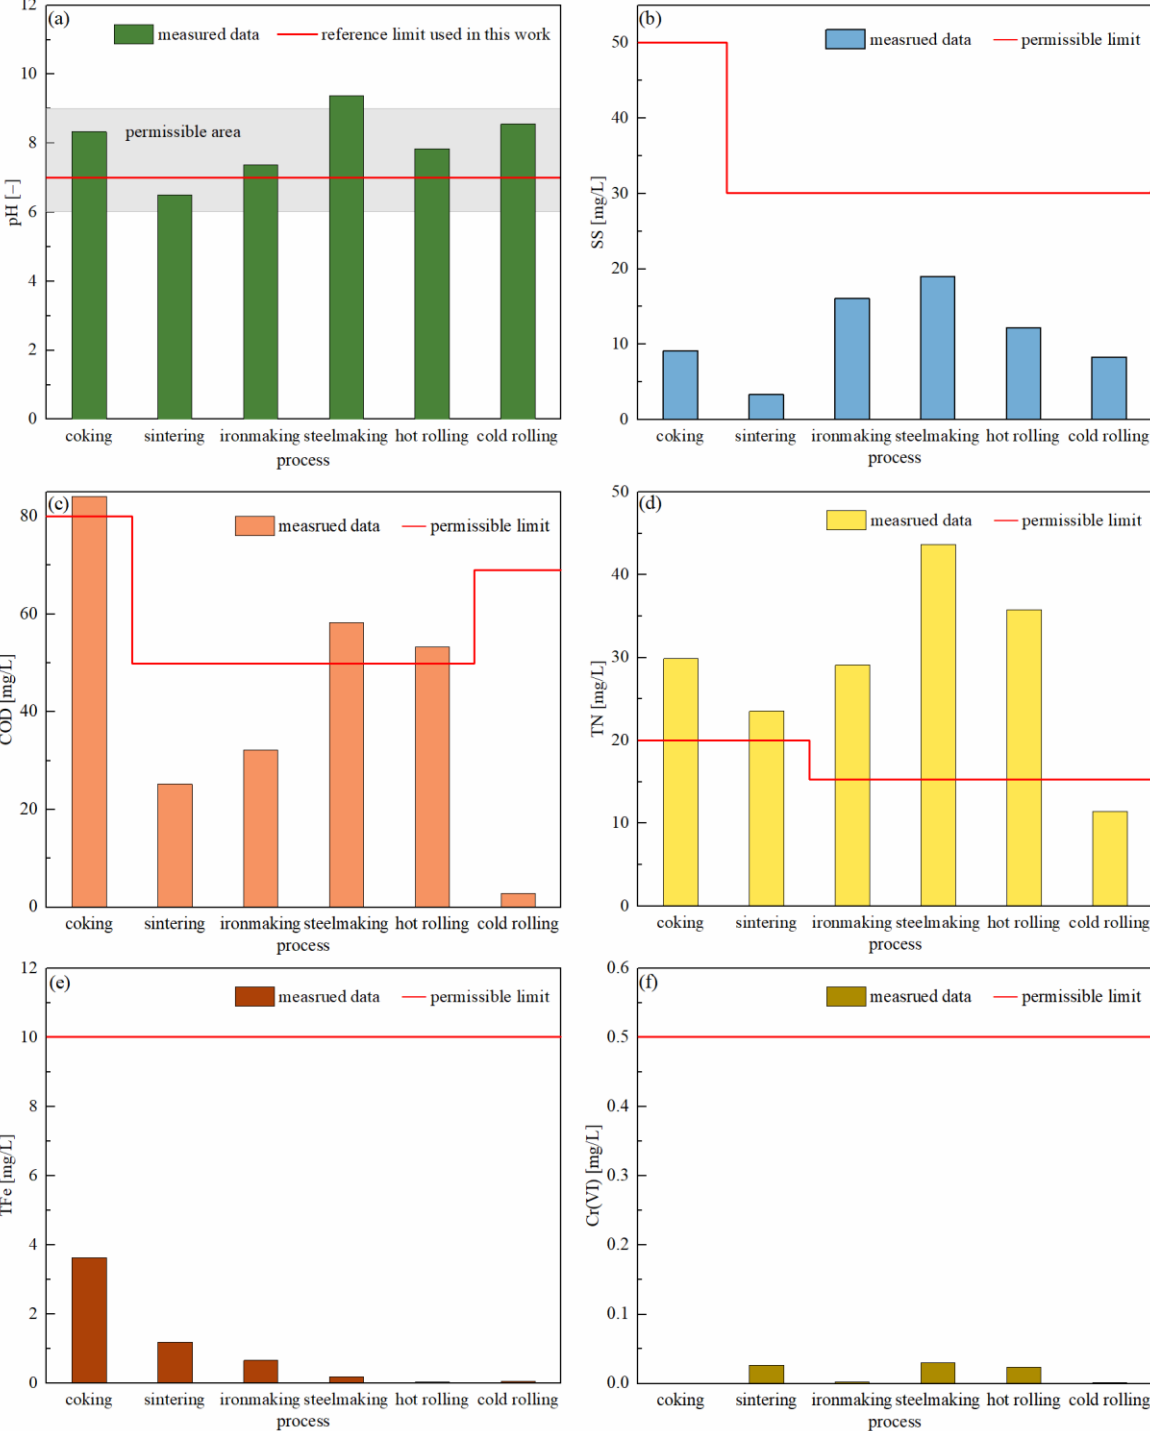 (a)
measured data
reference limit used in this work
permissible area
12
10
8
6
4
2
0
pH [−]
coking sintering ironmaking steelmaking hot rolling cold rolling
process
(b)
measrued data
permissible limit
50
40
30
20
10
0
SS [mg/L]
coking sintering ironmaking steelmaking hot rolling cold rolling
process
(c)
measrued data
permissible limit
80
60
40
20
0
COD [mg/L]
coking sintering ironmaking steelmaking hot rolling cold rolling
process
(d)
measrued data
permissible limit
50
40
30
20
10
0
TN [mg/L]
coking sintering ironmaking steelmaking hot rolling cold rolling
process
(e)
measrued data
permissible limit
12
10
8
6
4
2
0
TFe [mg/L]
coking sintering ironmaking steelmaking hot rolling cold rolling
process
(f)
measrued data
permissible limit
0.6
0.5
0.4
0.3
0.2
0.1
0.0
Cr(VI) [mg/L]
coking sintering ironmaking steelmaking hot rolling cold rolling
process